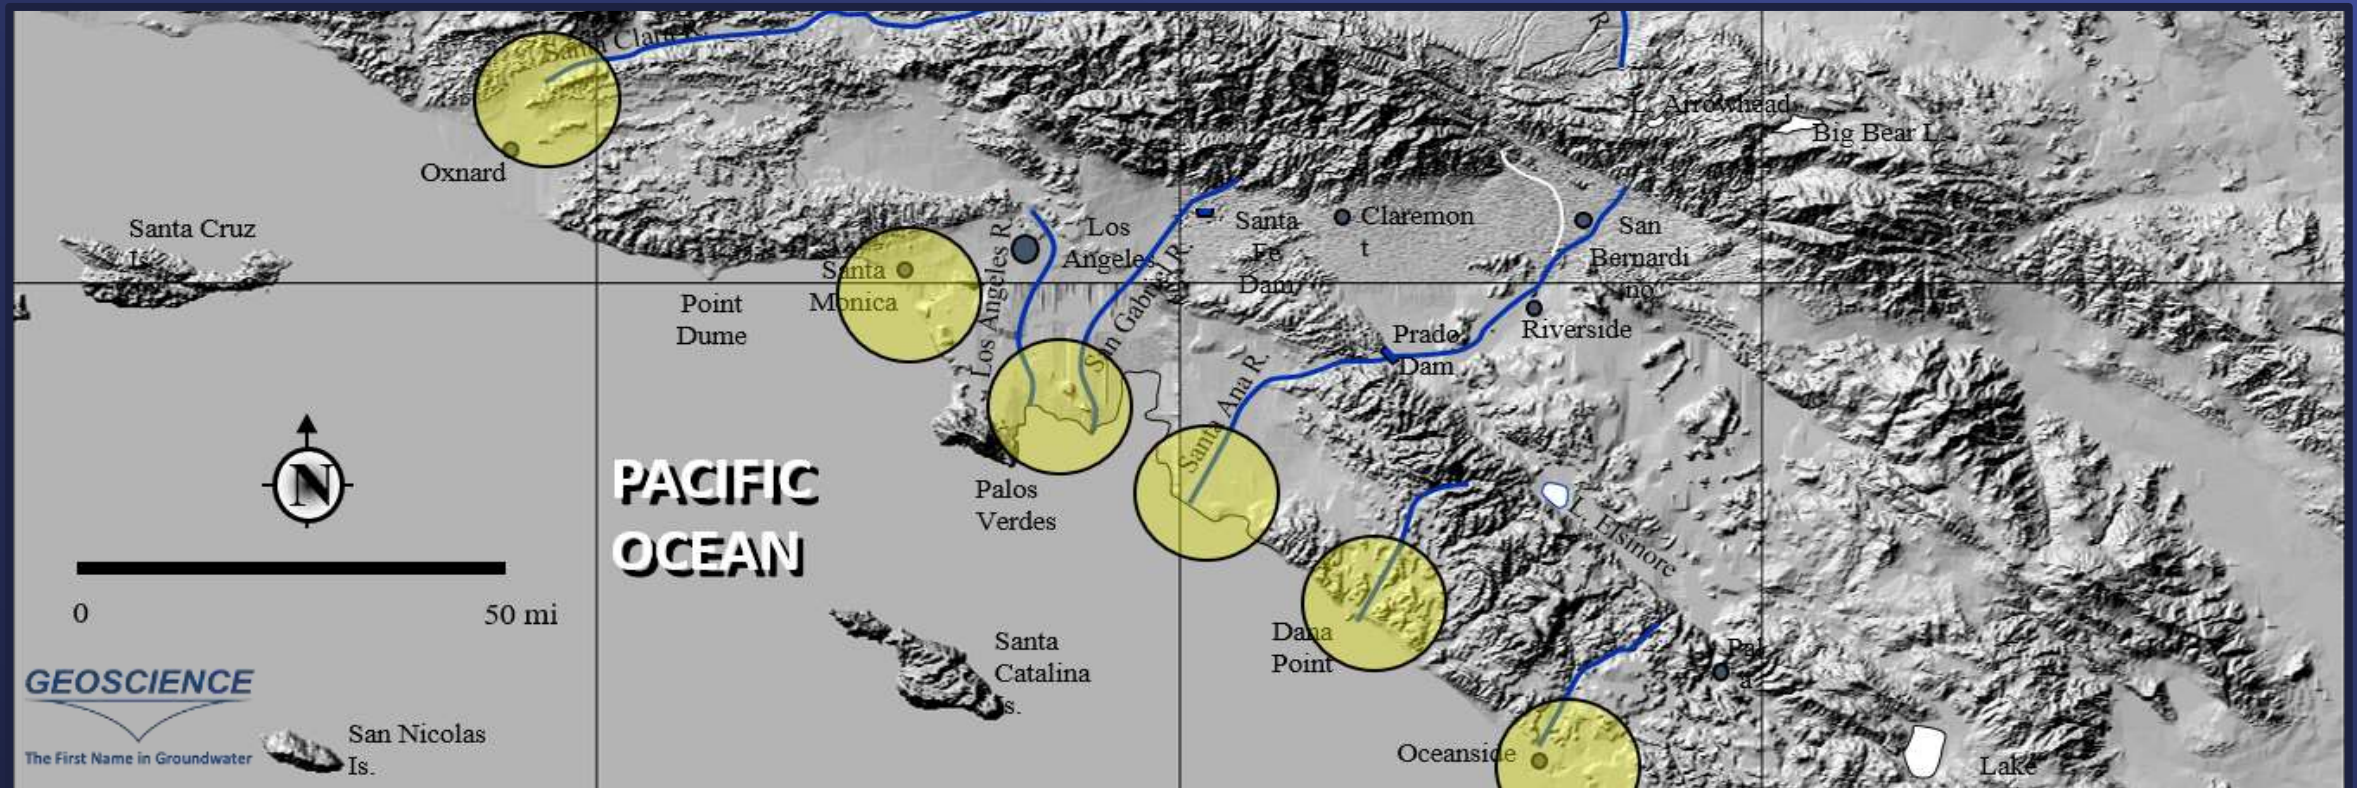 Santa Clara R.
R.
L. Arrowhead
Big Bear L.
Oxnard
Santa Cruz
Is.
Santa
Monica
Point
Dume
Los Angeles R.
Los
Angeles
San Gabriel R.
Santa
Fe
Dam
Claremon
t
San
Bernardi
no
Riverside
Prado
Dam
Santa Ana R.
N
PACIFIC
OCEAN
Palos
Verdes
L. Elsinore
0
50 mi
Santa
Catalina
Is.
Dana
Point
Pal
a
Oceanside
Lake
GEOSCIENCE
The First Name in Groundwater
San Nicolas
Is.